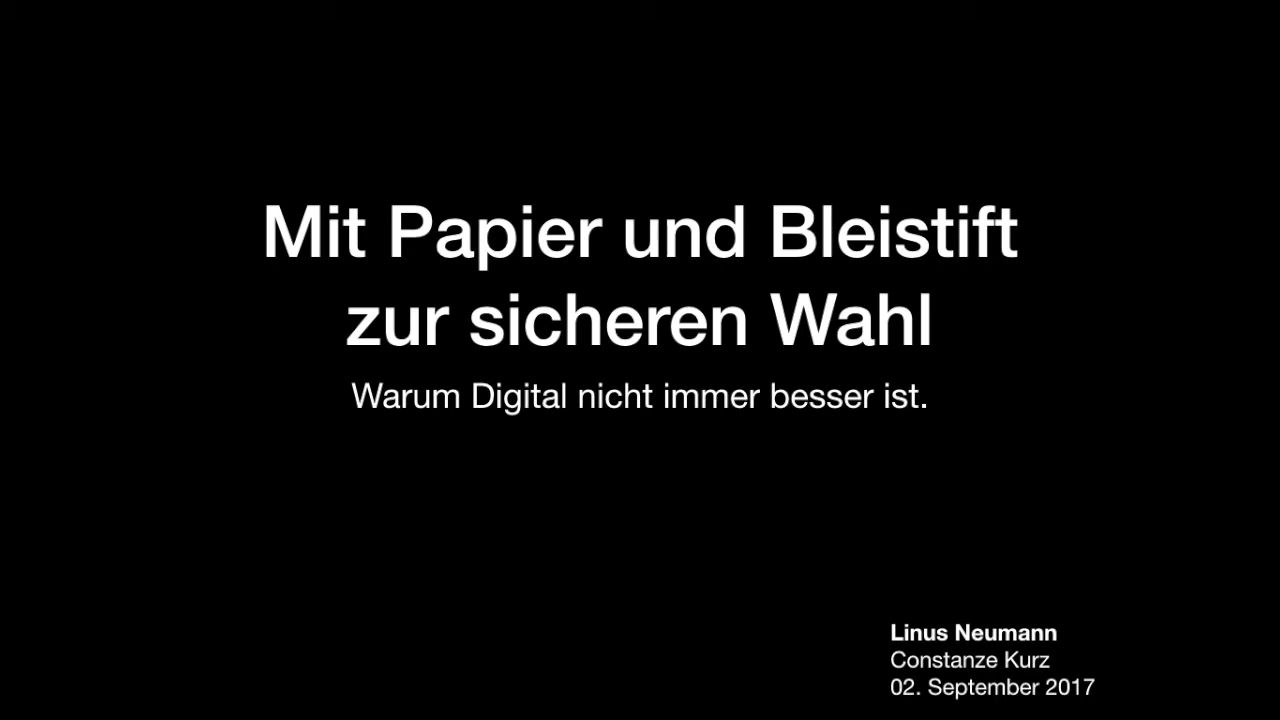 Mit Papier und Bleistift
zur sicheren Wahl
Warum Digital nicht immer besser ist.
Linus Neumann
Constanze Kurz
02. September 2017